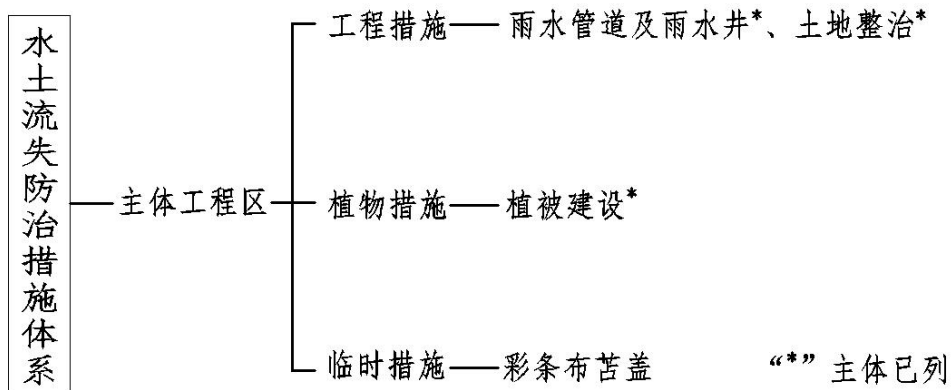 水土流失防治措施体系
主体工程区
工程措施 雨水管道及雨水井*、土地整治*
植物措施 植被建设*
临时措施 彩条布苫盖 “*”主体已列